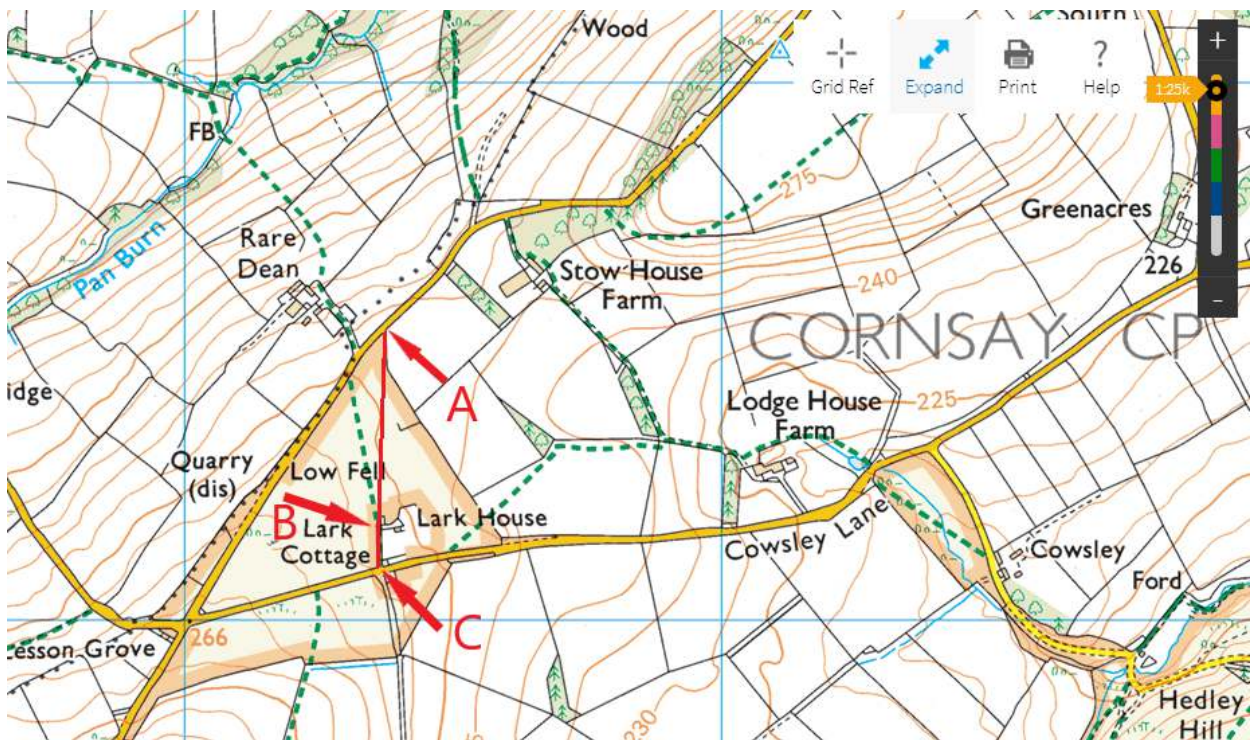 Wood
South
Grid Ref
Expand
Print
?
Help
1:25k
+
FB
275
Greenacres
Rare
Dean
Pan Burn
Stow House
Farm
240
226
−
CORNSAY CP
idge
A
Lodge House
Farm
225
Quarry
(dis)
Low Fell
B
Lark
Cottage
Lark House
Cowsley Lane
Cowsley
Ford
C
266
esson Grove
230
Hedley
Hill